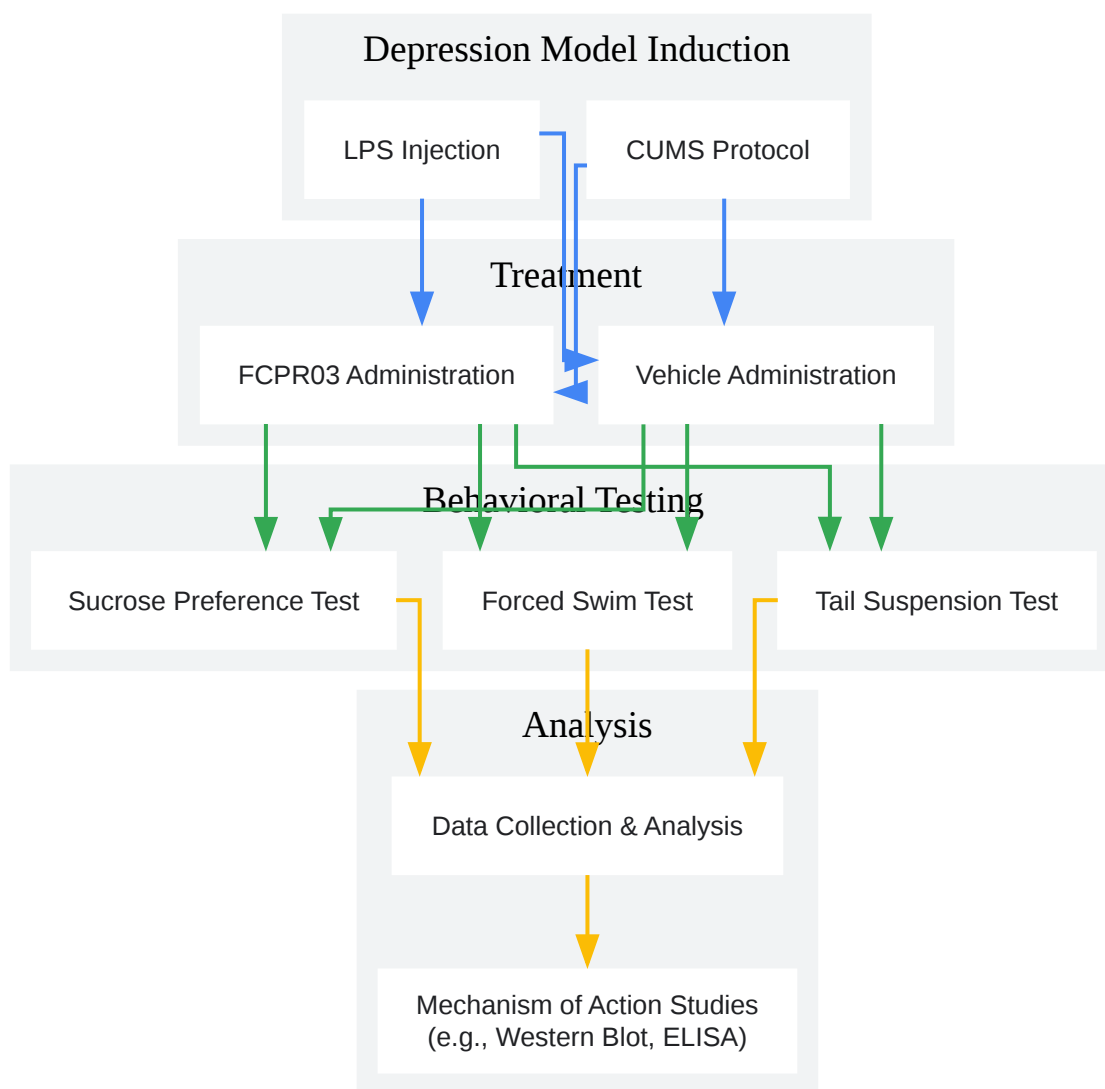 Depression Model Induction
LPS Injection
CUMS Protocol
Treatment
FCPR03 Administration
Vehicle Administration
Behavioral Testing
Sucrose Preference Test
Forced Swim Test
Tail Suspension Test
Analysis
Data Collection & Analysis
Mechanism of Action Studies
(e.g., Western Blot, ELISA)